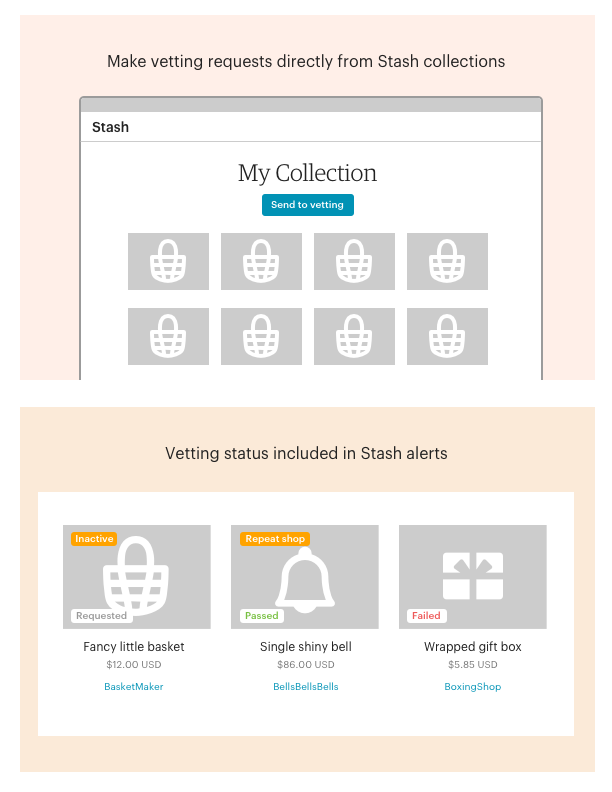 Make vetting requests directly from Stash collections
Stash
My Collection
Send to vetting
Vetting status included in Stash alerts
Inactive
Requested
Fancy little basket
$12.00 USD
BasketMaker
Repeat shop
Passed
Single shiny bell
$86.00 USD
BellsBellsBells
Failed
Wrapped gift box
$5.85 USD
BoxingShop